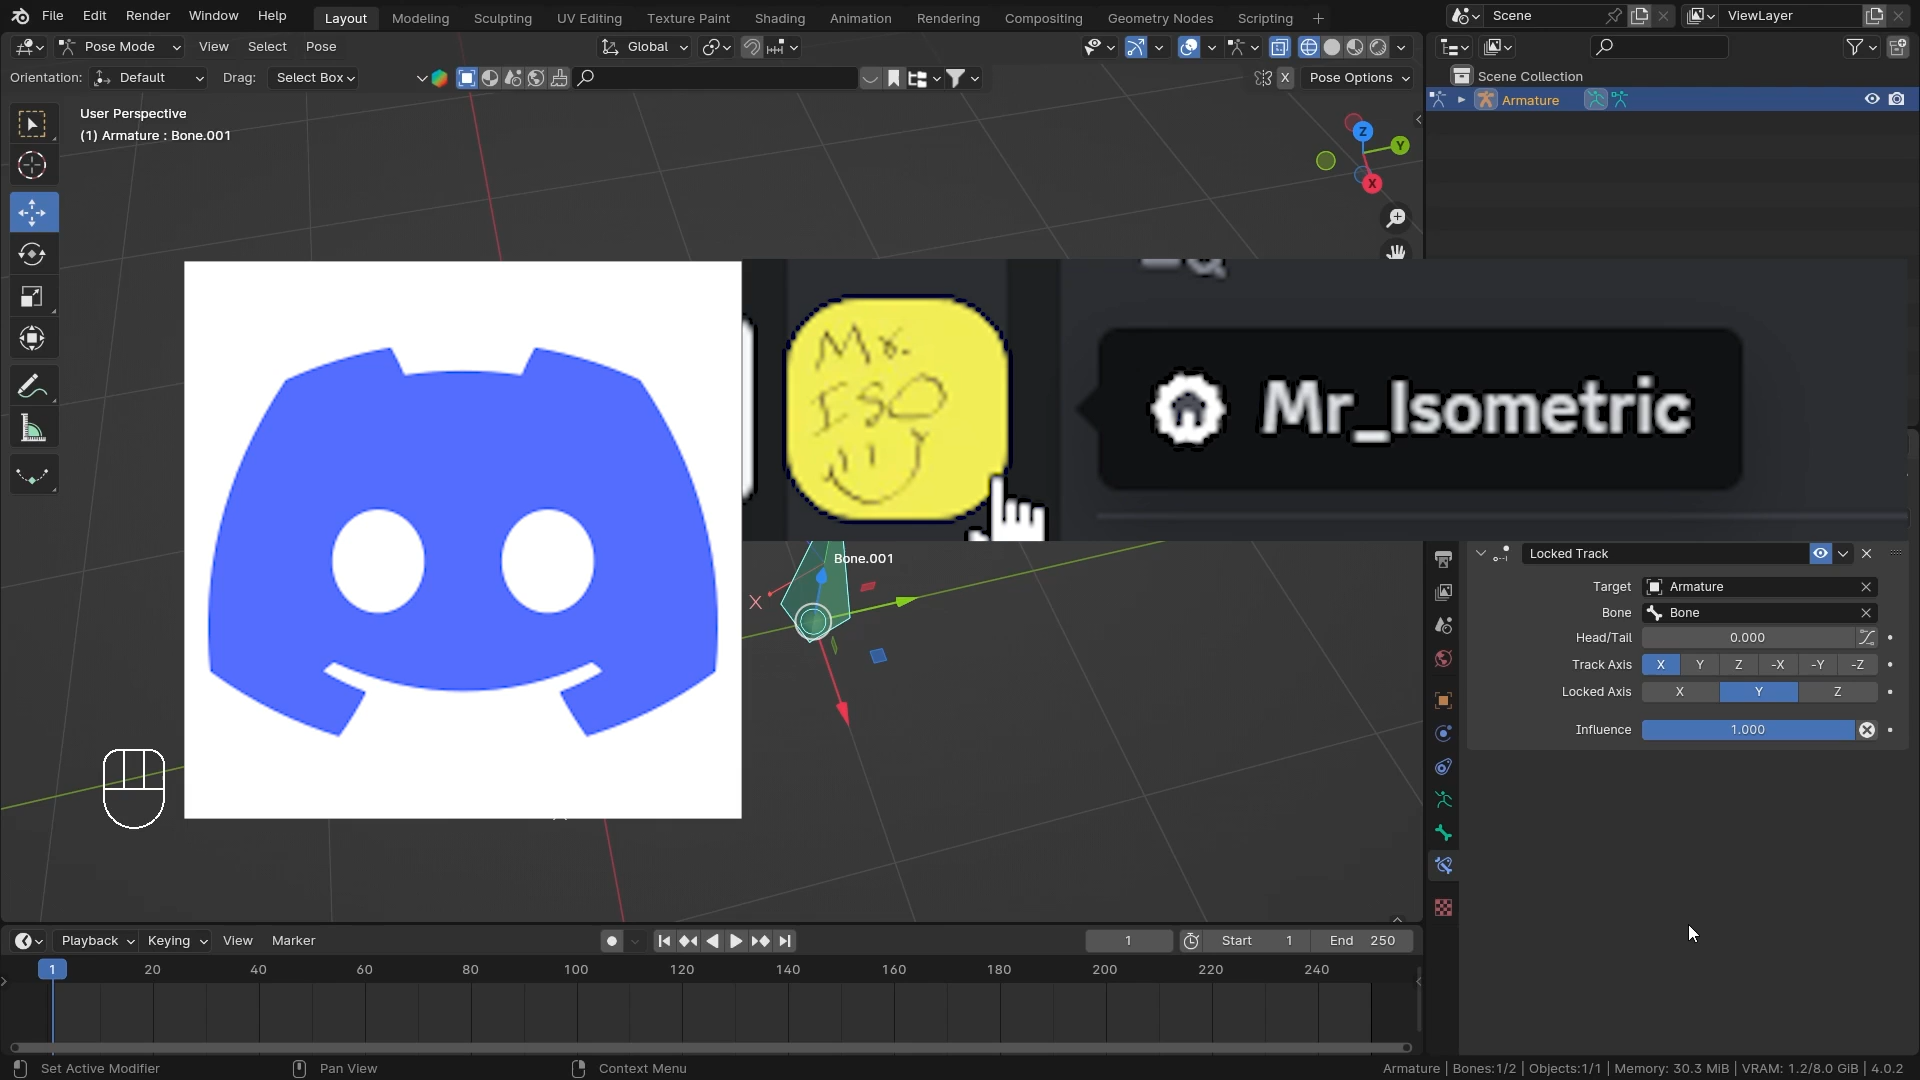 File Edit Render Window Help Layout Modeling Sculpting UV Editing Texture Paint Shading Animation Rendering Compositing Geometry Nodes Scripting Scene ViewLayer
Pose Mode View Select Pose Global
Orientation: Default Drag: Select Box X Pose Options
Scene Collection
Armature
User Perspective
(1) Armature : Bone.001
Z
Y
X
Mr.
ISO
Mr_Isometric
Bone.001
X
Locked Track
Target Armature
Bone Bone
Head/Tail 0.000
Track Axis X Y Z -X -Y -Z
Locked Axis X Y Z
Influence 1.000
Playback Keying View Marker 1 Start 1 End 250
1 20 40 60 80 100 120 140 160 180 200 220 240
Set Active Modifier Pan View Context Menu Armature | Bones:1/2 | Objects:1/1 | Memory: 30.3 MiB | VRAM: 1.2/8.0 GiB | 4.0.2